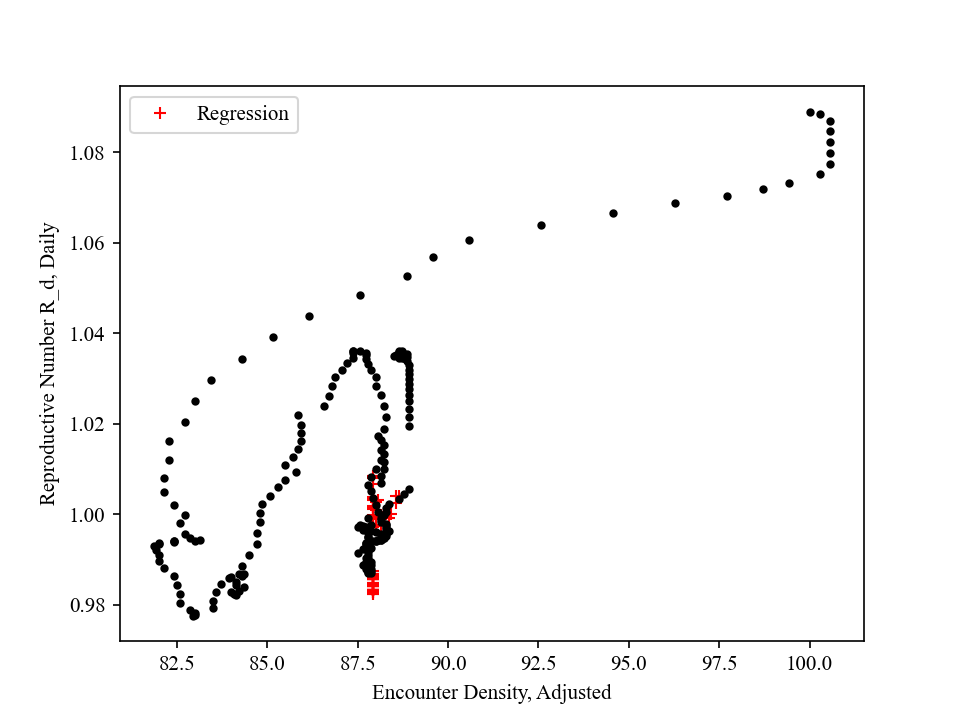 Regression
1.08
1.06
1.04
1.02
1.00
0.98
Reproductive Number R_d, Daily
82.5 85.0 87.5 90.0 92.5 95.0 97.5 100.0
Encounter Density, Adjusted